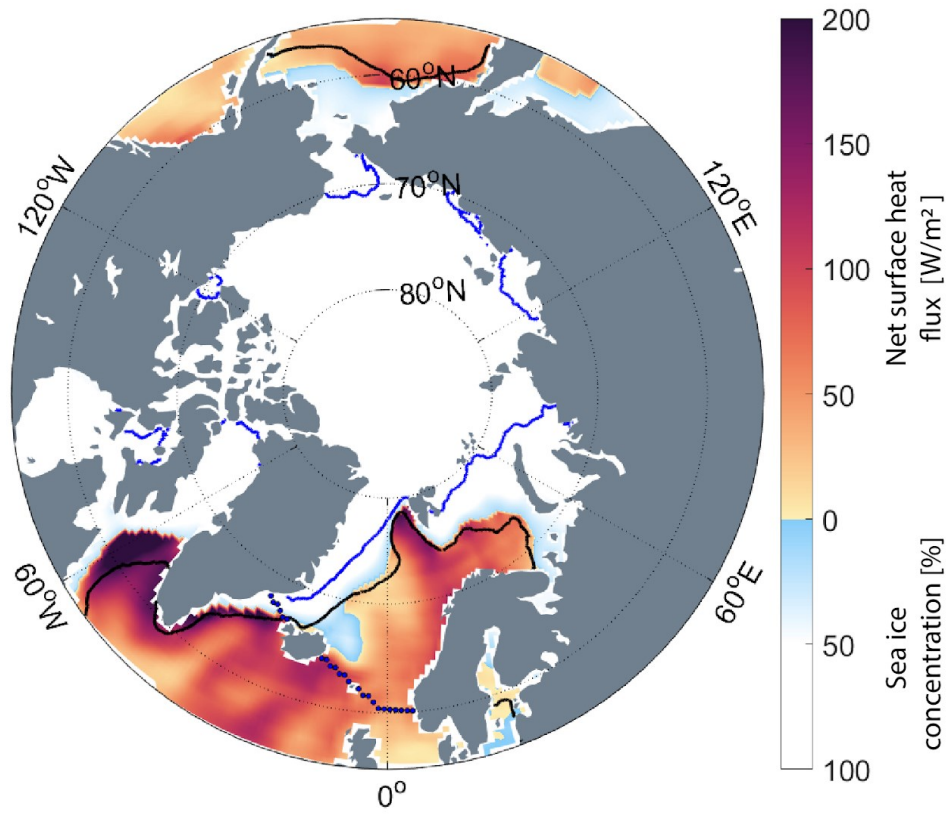 60°N
70°N
80°N
120°W
120°E
60°W
60°E
0°
200
150
100
50
0
50
100
Net surface heat
flux [W/m²]
Sea ice
concentration [%]